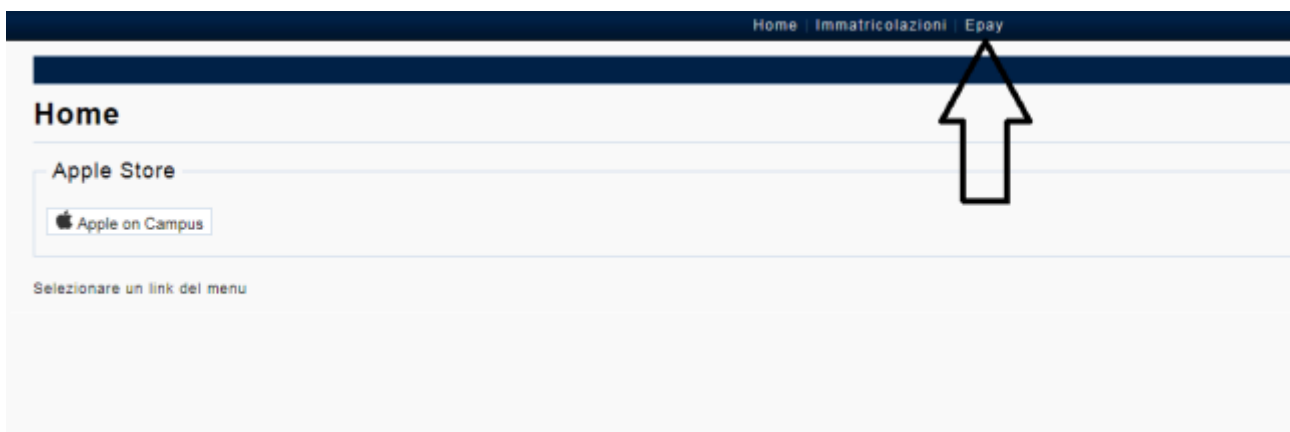 Home | Immatricolazioni | Epay
Home
Apple Store
Apple on Campus
Selezionare un link del menu